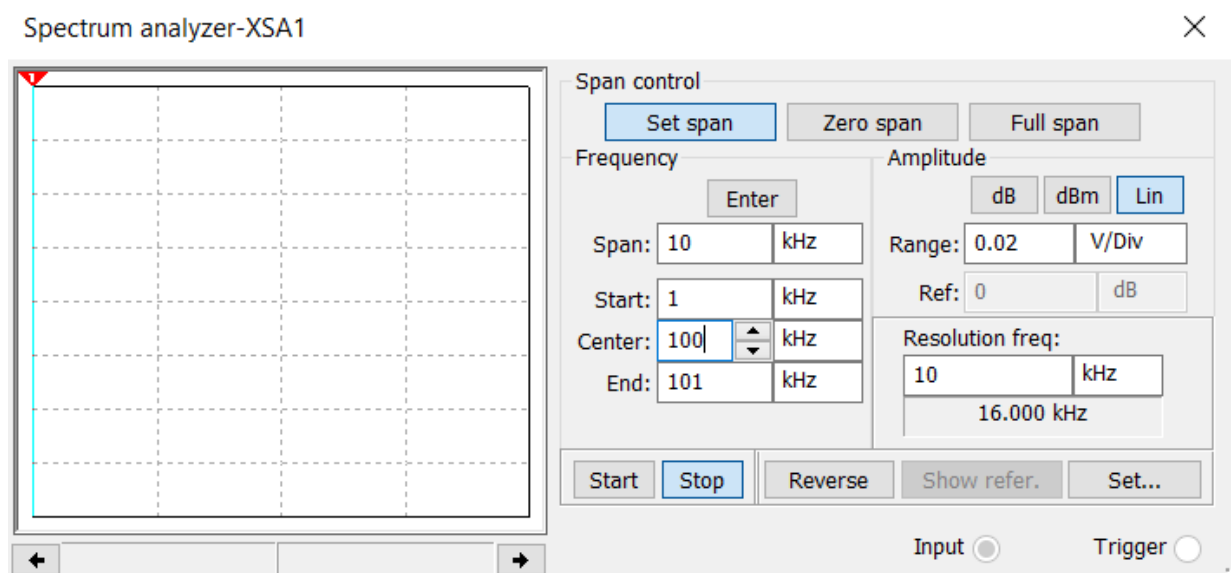 Spectrum analyzer-XSA1
1
Span control
Set span Zero span Full span
Frequency Amplitude
Enter dB dBm Lin
Span: 10 kHz Range: 0.02 V/Div
Start: 1 kHz Ref: 0 dB
Center: 100 kHz Resolution freq:
End: 101 kHz 10 kHz
16.000 kHz
Start Stop Reverse Show refer. Set...
Input Trigger